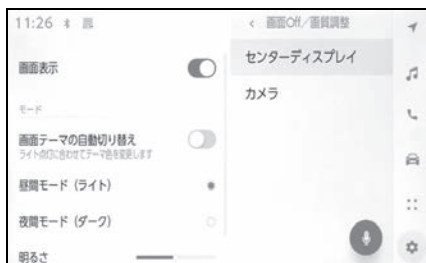 11:26
画面表示
モード
画面テーマの自動切り替え
ライト点灯に合わせてテーマ色を変更します
昼間モード（ライト）
夜間モード（ダーク）
明るさ
< 画面Off/画質調整
センターディスプレイ
カメラ